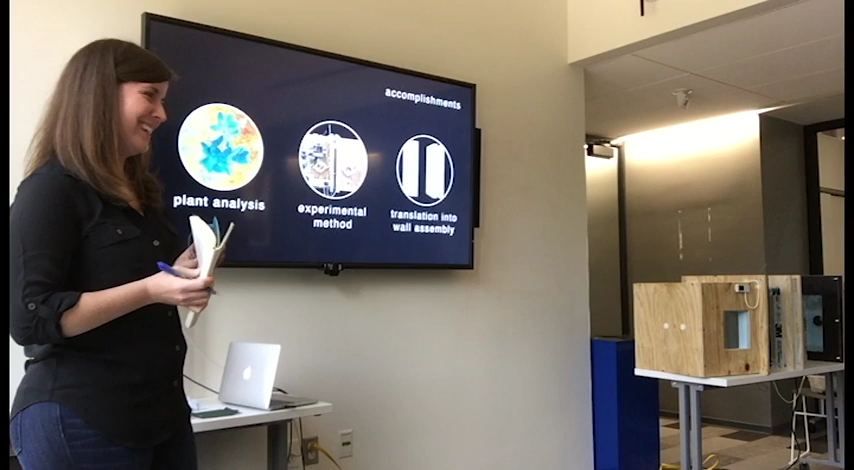 accomplishments
plant analysis
experimental
method
translation into
wall assembly